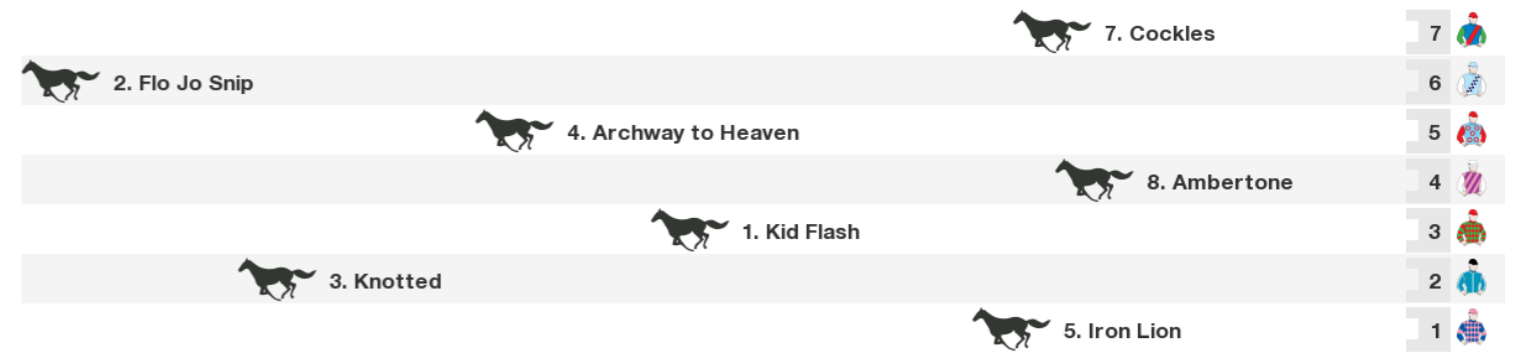 7. Cockles 7
2. Flo Jo Snip 6
4. Archway to Heaven 5
8. Ambertone 4
1. Kid Flash 3
3. Knotted 2
5. Iron Lion 1